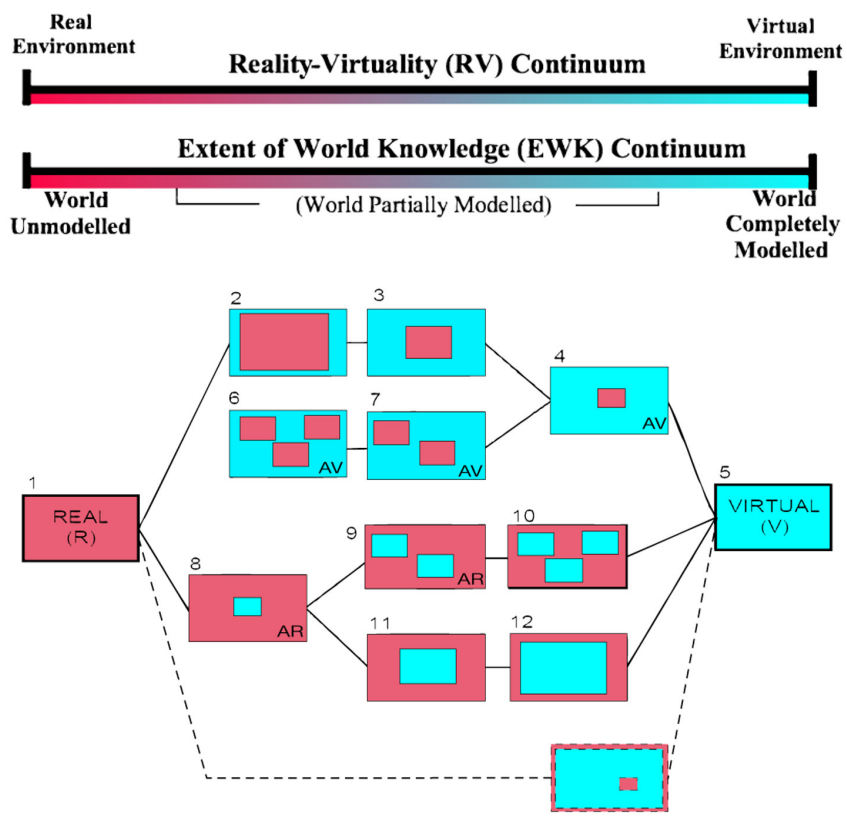 Real
Environment
Virtual
Environment
Reality-Virtuality (RV) Continuum
Extent of World Knowledge (EWK) Continuum
World
Unmodelled
(World Partially Modelled)
World
Completely
Modelled
2
3
4
AV
6
AV
7
AV
1
REAL
(R)
5
VIRTUAL
(V)
8
AR
9
AR
10
11
12